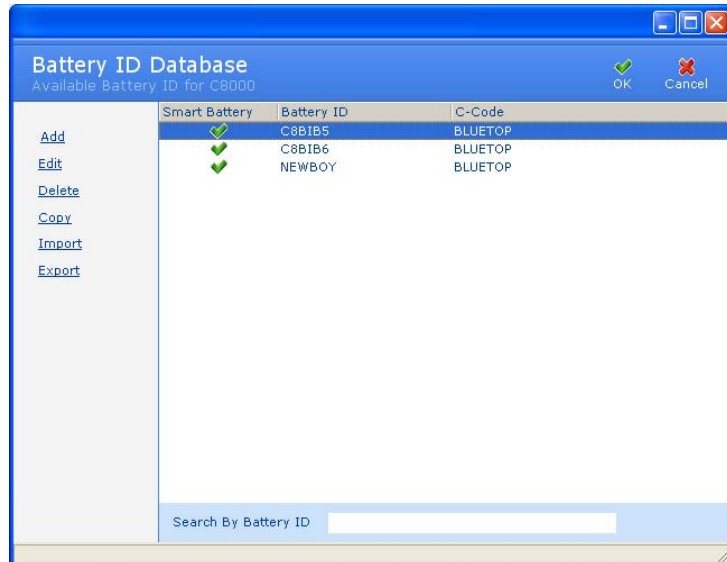 Battery ID Database
Available Battery ID for C8000
OK
Cancel
Add
Edit
Delete
Copy
Import
Export
Smart Battery Battery ID C-Code
C8BIB5 BLUETOP
C8BIB6 BLUETOP
NEWBOY BLUETOP
Search By Battery ID